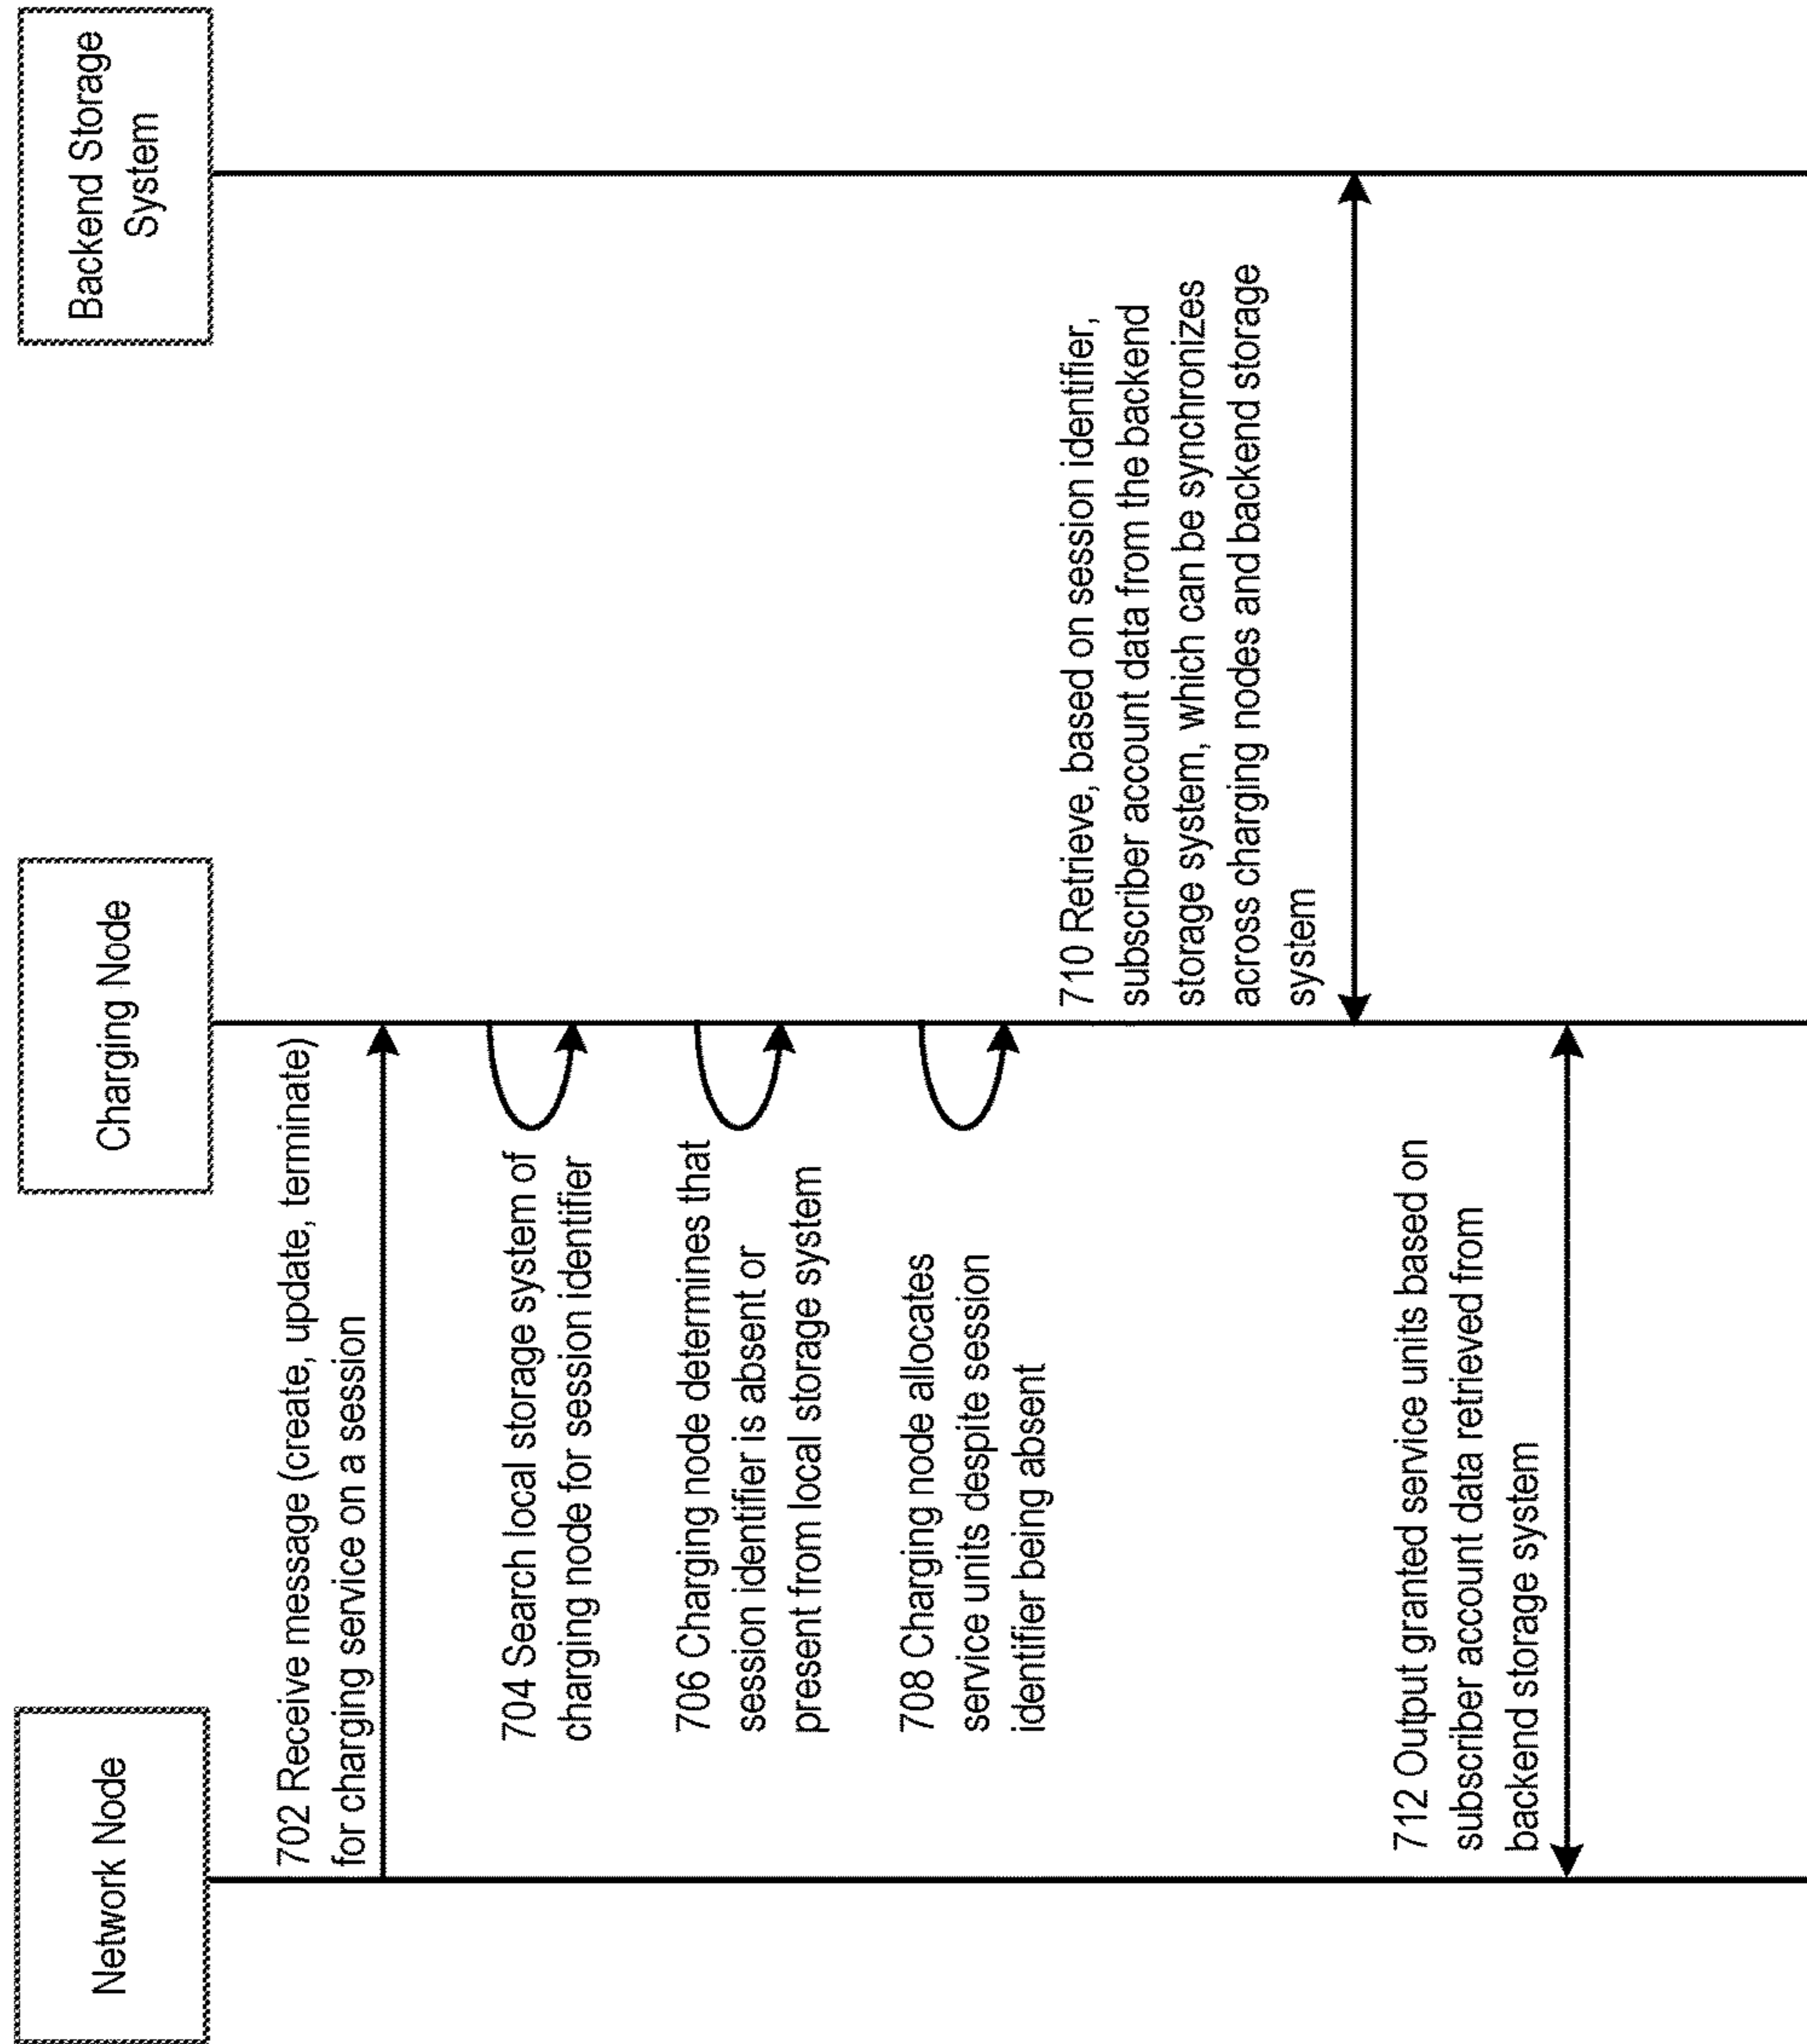 Network Node
Charging Node
Backend Storage
System
702 Receive message (create, update, terminate)
for charging service on a session
704 Search local storage system of
charging node for session identifier
706 Charging node determines that
session identifier is absent or
present from local storage system
708 Charging node allocates
service units despite session
identifier being absent
710 Retrieve, based on session identifier,
subscriber account data from the backend
storage system, which can be synchronizes
across charging nodes and backend storage
system
712 Output granted service units based on
subscriber account data retrieved from
backend storage system